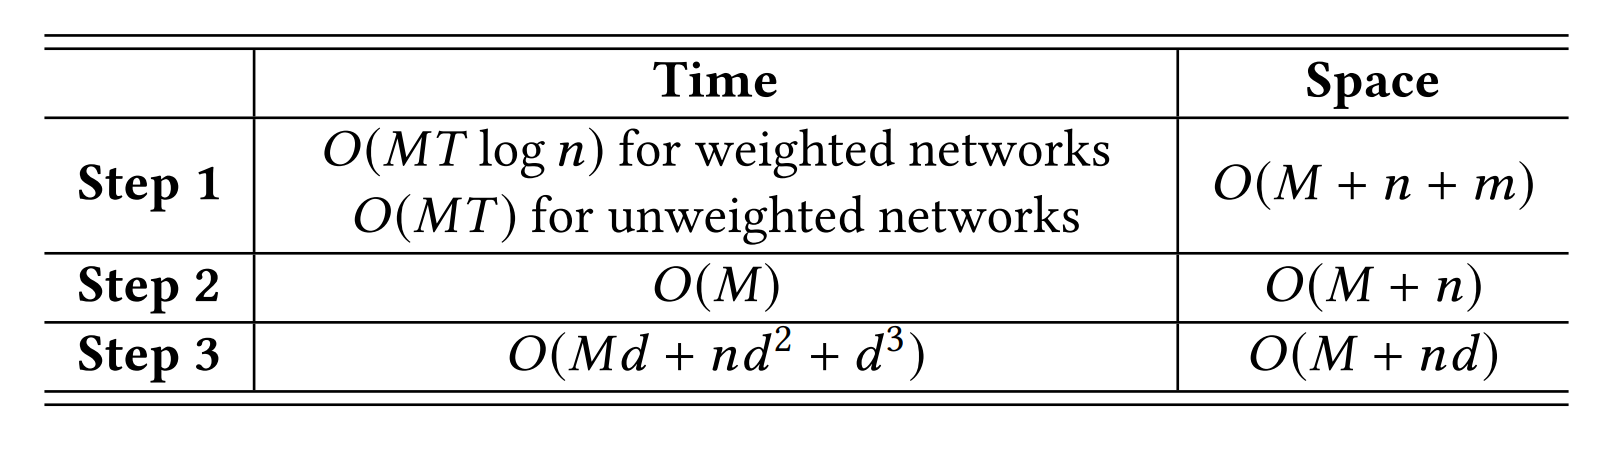 Time Space
Step 1 O(MT log n) for weighted networks O(M + n + m)
O(MT) for unweighted networks
Step 2 O(M) O(M + n)
Step 3 O(Md + nd² + d³) O(M + nd)